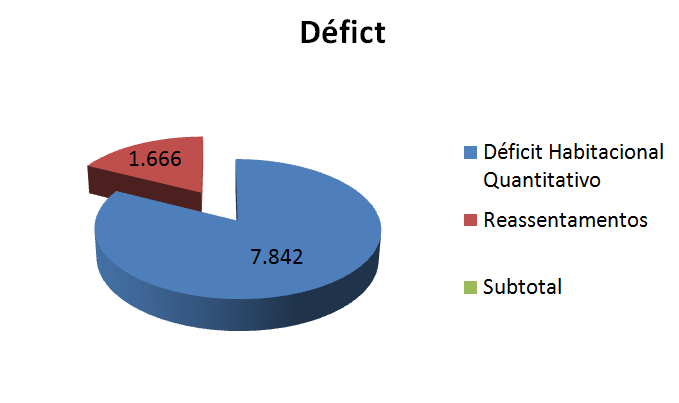 Défict
1.666
7.842
Déficit Habitacional
Quantitativo
Reassentamentos
Subtotal